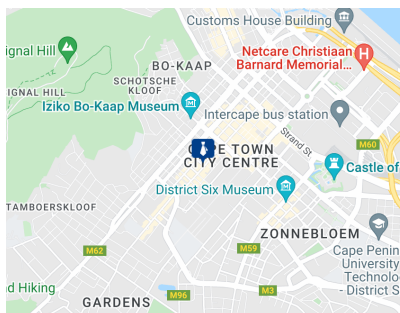 Customs House Building
ignal Hill
Netcare Christiaan
Barnard Memorial...
BO-KAAP
SCHOTSCHE
KLOOF
IGNAL HILL
Iziko Bo-Kaap Museum
Intercape bus station
Strand St
M60
CAPE TOWN
CITY CENTRE
Castle of
District Six Museum
TAMBOERSKLOOF
ZONNEBLOEM
M62
M59
Cape Penin
University
Technolog
- District S
nd Hiking
M96
M3
GARDENS
H